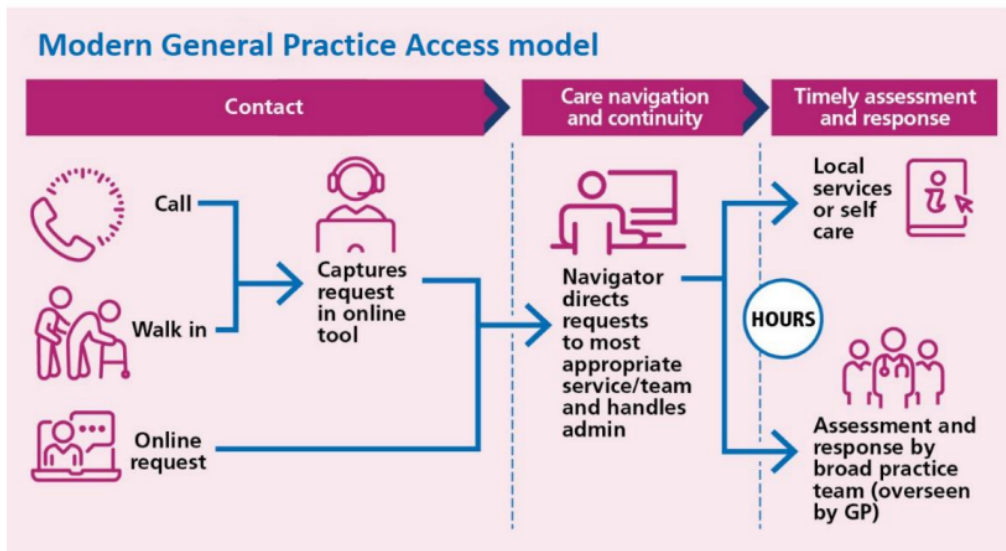 Modern General Practice Access model
Contact
Care navigation
and continuity
Timely assessment
and response
Call
Walk in
Captures
request
in online
tool
Online
request
Navigator
directs
requests
to most
appropriate
service/team
and handles
admin
Local
services
or self
care
HOURS
Assessment and
response by
broad practice
team (overseen
by GP)